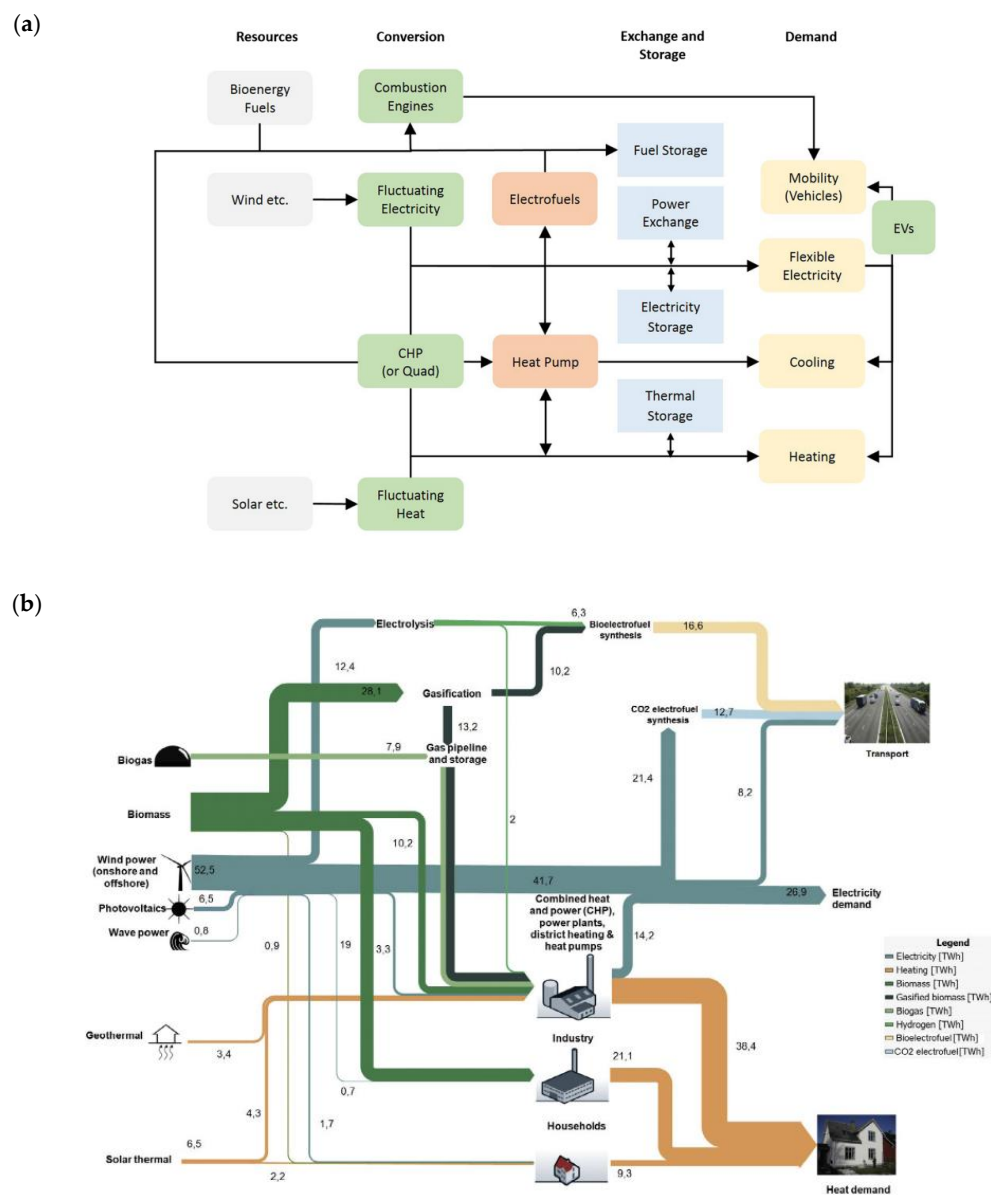 (a)
Resources
Conversion
Exchange and
Storage
Demand
Bioenergy
Fuels
Combustion
Engines
Fuel Storage
Mobility
(Vehicles)
Wind etc.
Fluctuating
Electricity
Electrofuels
Power
Exchange
EVs
Flexible
Electricity
Electricity
Storage
CHP
(or Quad)
Heat Pump
Cooling
Thermal
Storage
Heating
Solar etc.
Fluctuating
Heat
(b)
Electrolysis
6,3
Bioelectrofuel
synthesis
16,6
12,4
10,2
28,1
Gasification
CO2 electrofuel
synthesis
12,7
13,2
Transport
Biogas
7,9
Gas pipeline
and storage
21,4
8,2
Biomass
2
10,2
Wind power
(onshore and
offshore)
52,5
41,7
26,9
Electricity
demand
Photovoltaics
6,5
Combined heat
and power (CHP),
power plants,
district heating &
heat pumps
14,2
Wave power
0,8
0,9
19
3,3
Legend
Electricity [TWh]
Heating [TWh]
Biomass [TWh]
Gasified biomass [TWh]
Biogas [TWh]
Hydrogen [TWh]
Bioelectrofuel [TWh]
CO2 electrofuel[TWh]
Geothermal
3,4
Industry
38,4
21,1
0,7
4,3
1,7
Households
Solar thermal
6,5
2,2
9,3
Heat demand